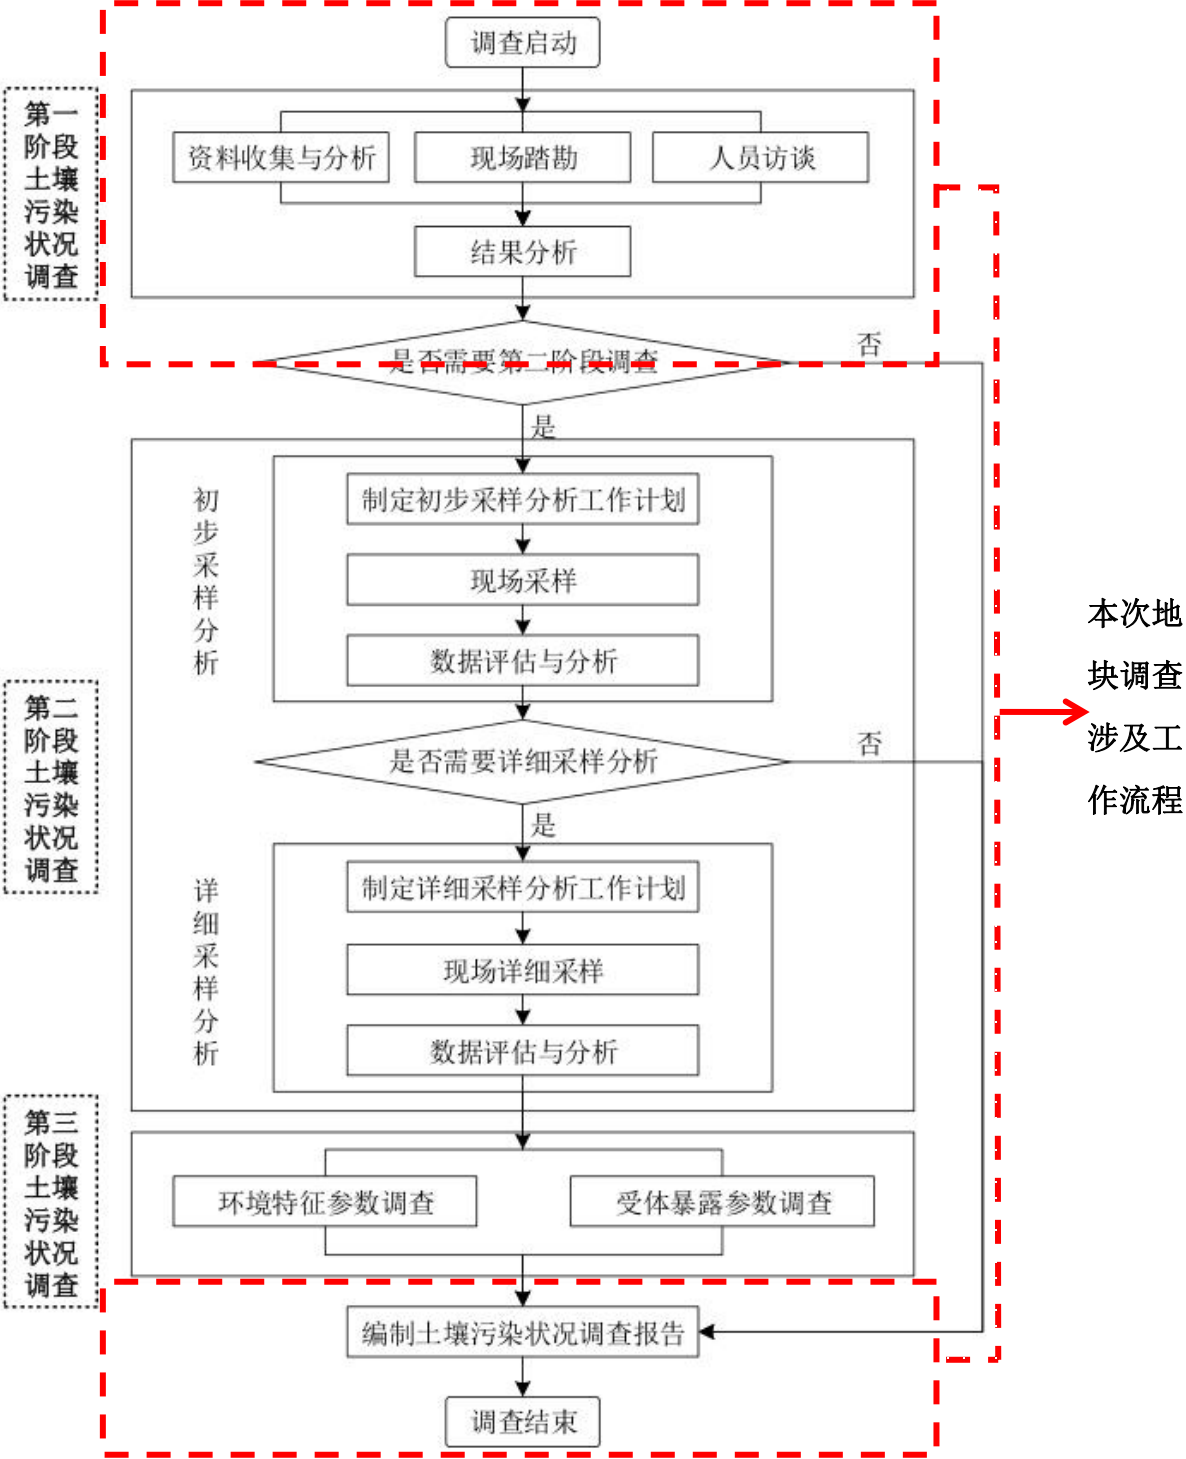 调查启动
第一
阶段
土壤
污染
状况
调查
资料收集与分析
现场踏勘
人员访谈
结果分析
是否需要第二阶段调查
否
是
初
步
采
样
分
析
制定初步采样分析工作计划
现场采样
数据评估与分析
第二
阶段
土壤
污染
状况
调查
是否需要详细采样分析
否
是
详
细
采
样
分
析
制定详细采样分析工作计划
现场详细采样
数据评估与分析
第三
阶段
土壤
污染
状况
调查
环境特征参数调查
受体暴露参数调查
编制土壤污染状况调查报告
调查结束
本次地
块调查
涉及工
作流程